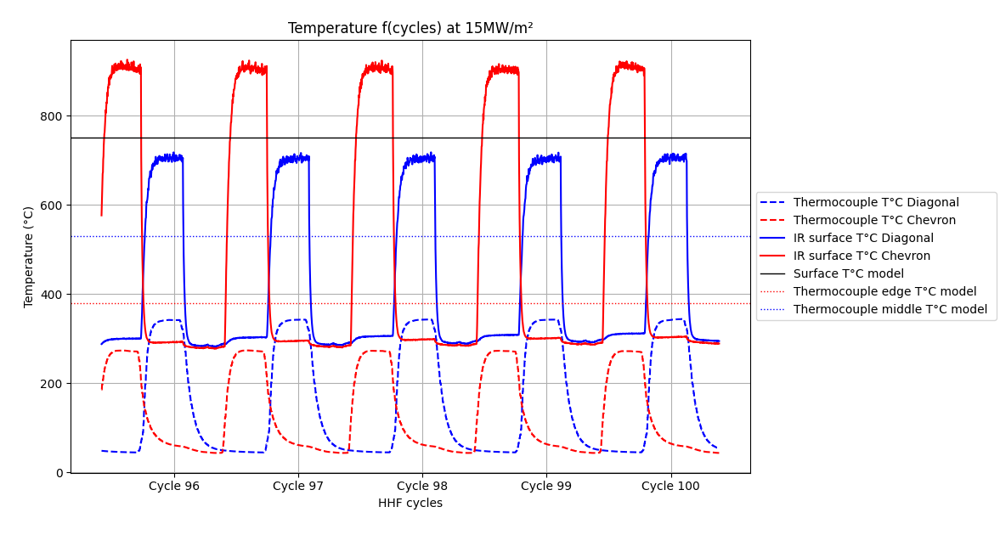 Temperature f(cycles) at 15MW/m²
Temperature (°C)
800
600
400
200
0
Cycle 96
Cycle 97
Cycle 98
Cycle 99
Cycle 100
HHF cycles
Thermocouple T°C Diagonal
Thermocouple T°C Chevron
IR surface T°C Diagonal
IR surface T°C Chevron
Surface T°C model
Thermocouple edge T°C model
Thermocouple middle T°C model